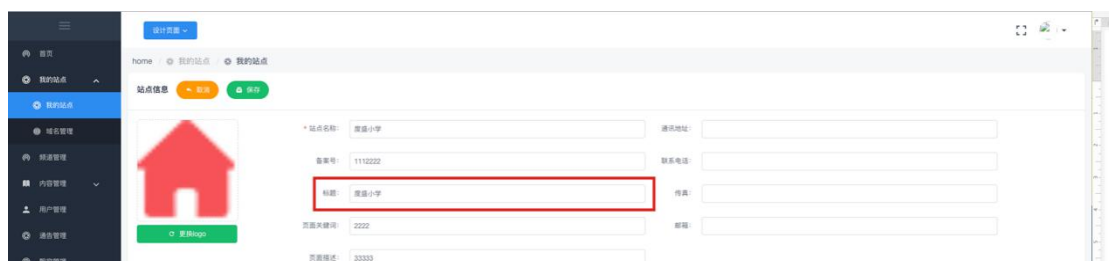 设计页面
首页
home / 我的站点 / 我的站点
我的站点
站点信息 取消 保存
我的站点
域名管理
* 站点名称: 度盛小学
通讯地址:
备案号: 1112222
联系电话:
频道管理
内容管理
标题: 度盛小学
传真:
用户管理
页面关键词: 2222
邮箱:
更换logo
通告管理
页面描述: 33333